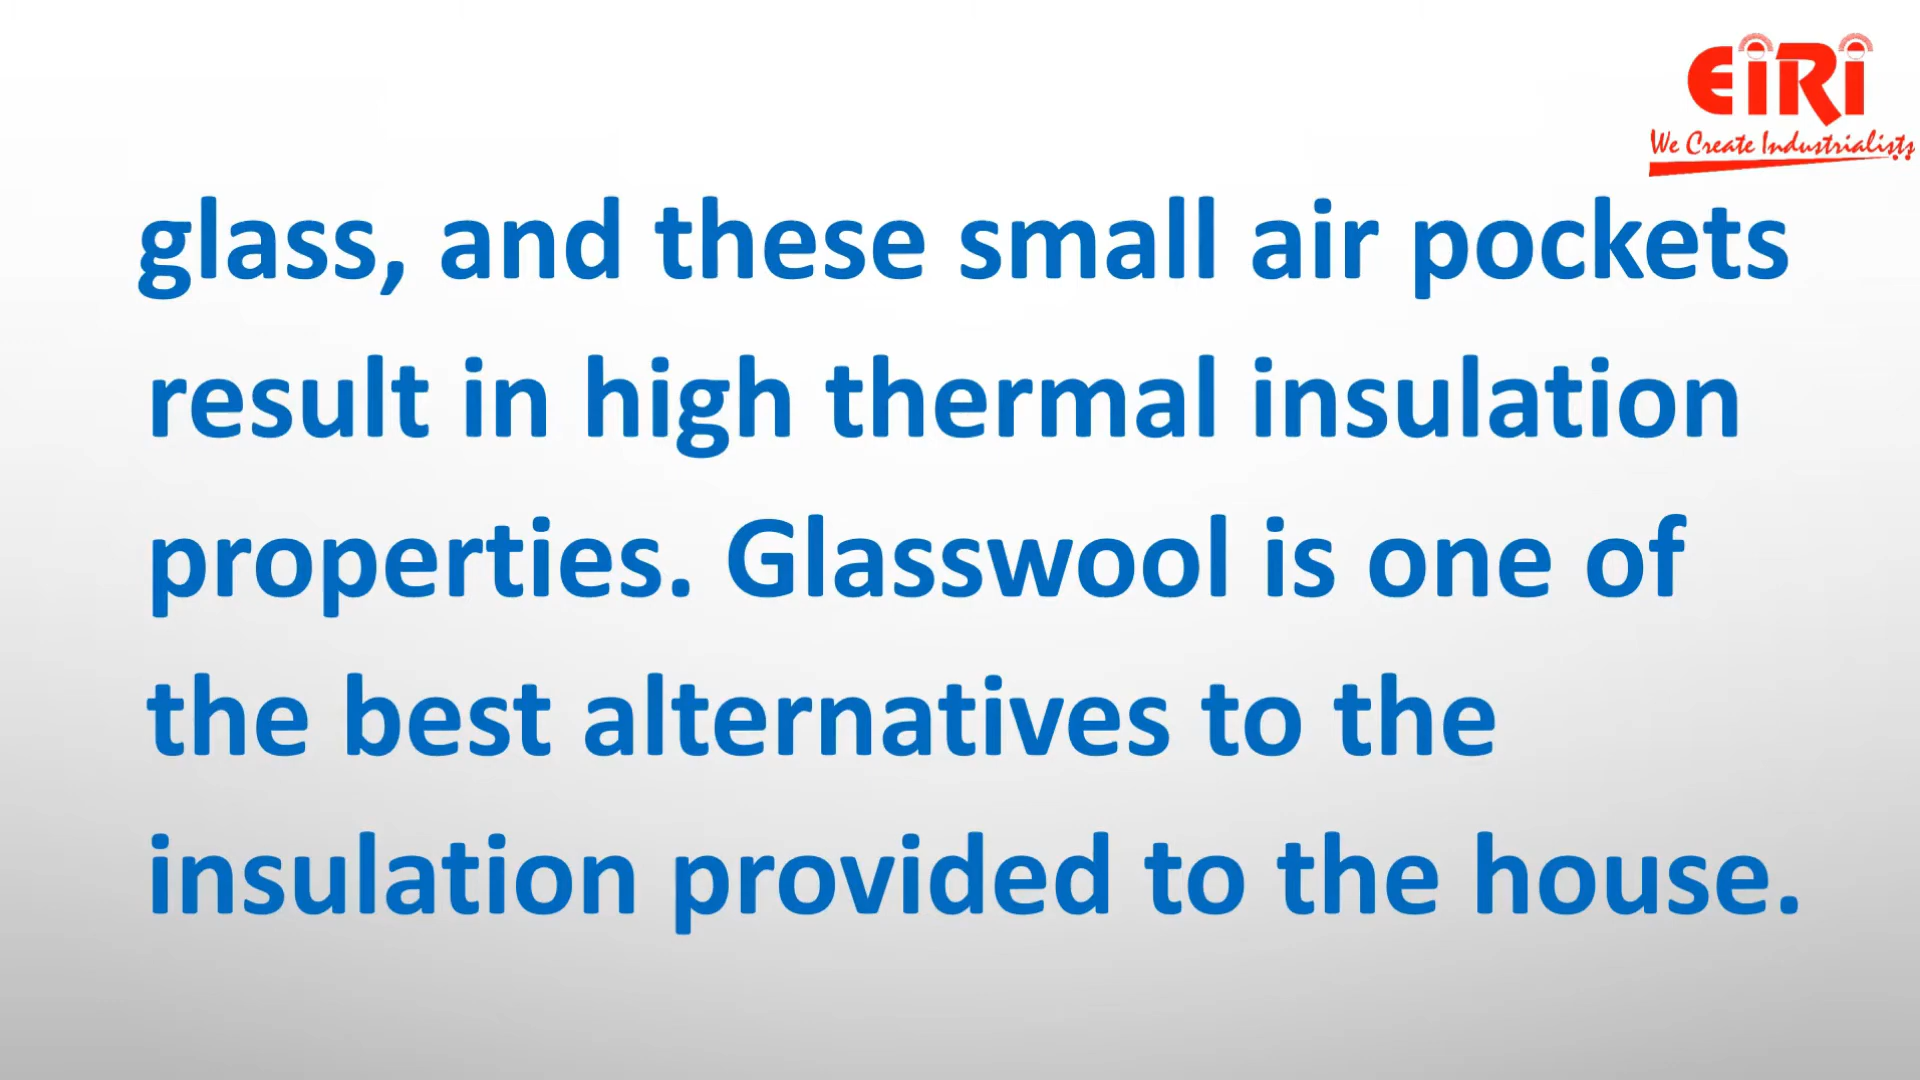 EiRi
We Create Industrialists
glass, and these small air pockets
result in high thermal insulation
properties. Glasswool is one of
the best alternatives to the
insulation provided to the house.